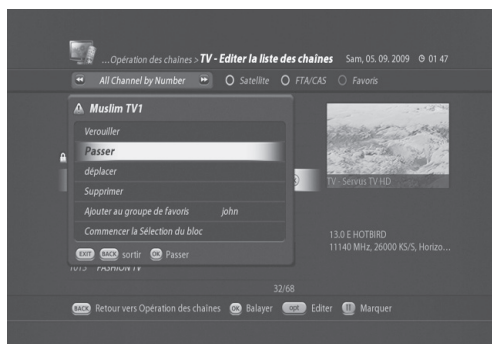 ...Opération des chaînes > TV - Editer la liste des chaînes Sam, 05. 09. 2009 01 47
All Channel by Number Satellite FTA/CAS Favoris
Muslim TV1
Verouiller
Passer
déplacer
Supprimer
Ajouter au groupe de favoris john
Commencer la Sélection du bloc
EXIT BACK sortir OK Passer
TV - Servus TV HD
13.0 E HOTBIRD
11140 MHz, 26000 KS/S, Horizo...
1015 FASHION TV
32/68
BACK Retour vers Opération des chaînes OK Balayer opt Editer Marquer